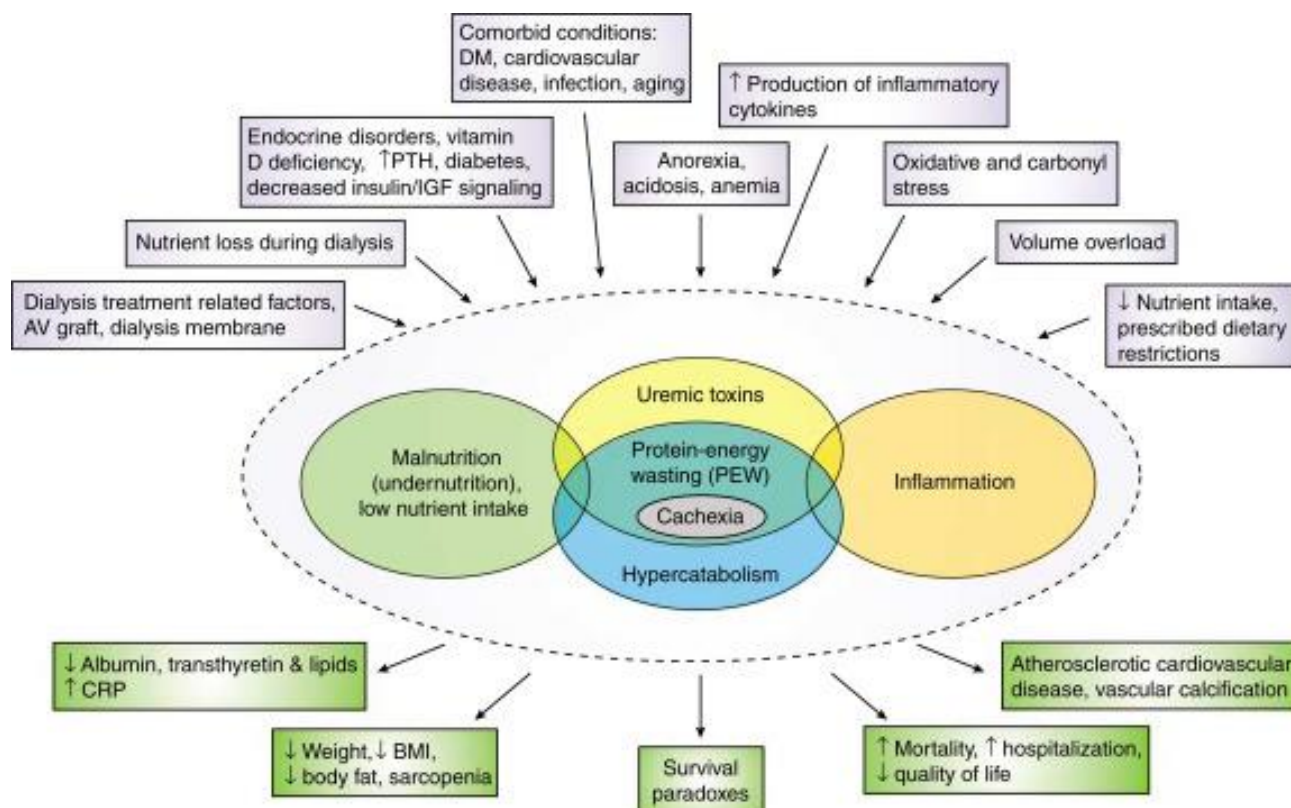 Comorbid conditions:
DM, cardiovascular
disease, infection, aging
↑ Production of inflammatory
cytokines
Endocrine disorders, vitamin
D deficiency, ↑PTH, diabetes,
decreased insulin/IGF signaling
Anorexia,
acidosis, anemia
Oxidative and carbonyl
stress
Nutrient loss during dialysis
Volume overload
Dialysis treatment related factors,
AV graft, dialysis membrane
↓ Nutrient intake,
prescribed dietary
restrictions
Uremic toxins
Malnutrition
(undernutrition),
low nutrient intake
Protein-energy
wasting (PEW)
Inflammation
Cachexia
Hypercatabolism
↓ Albumin, transthyretin & lipids
↑ CRP
Atherosclerotic cardiovascular
disease, vascular calcification
↓ Weight, ↓ BMI,
↓ body fat, sarcopenia
Survival
paradoxes
↑ Mortality, ↑ hospitalization,
↓ quality of life